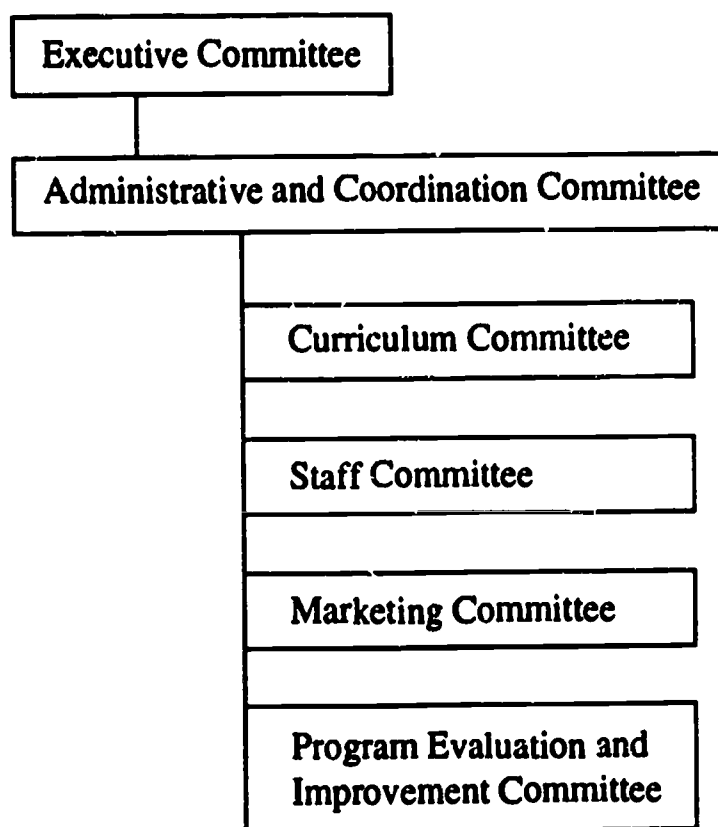 Executive Committee
Administrative and Coordination Committee
Curriculum Committee
Staff Committee
Marketing Committee
Program Evaluation and
Improvement Committee